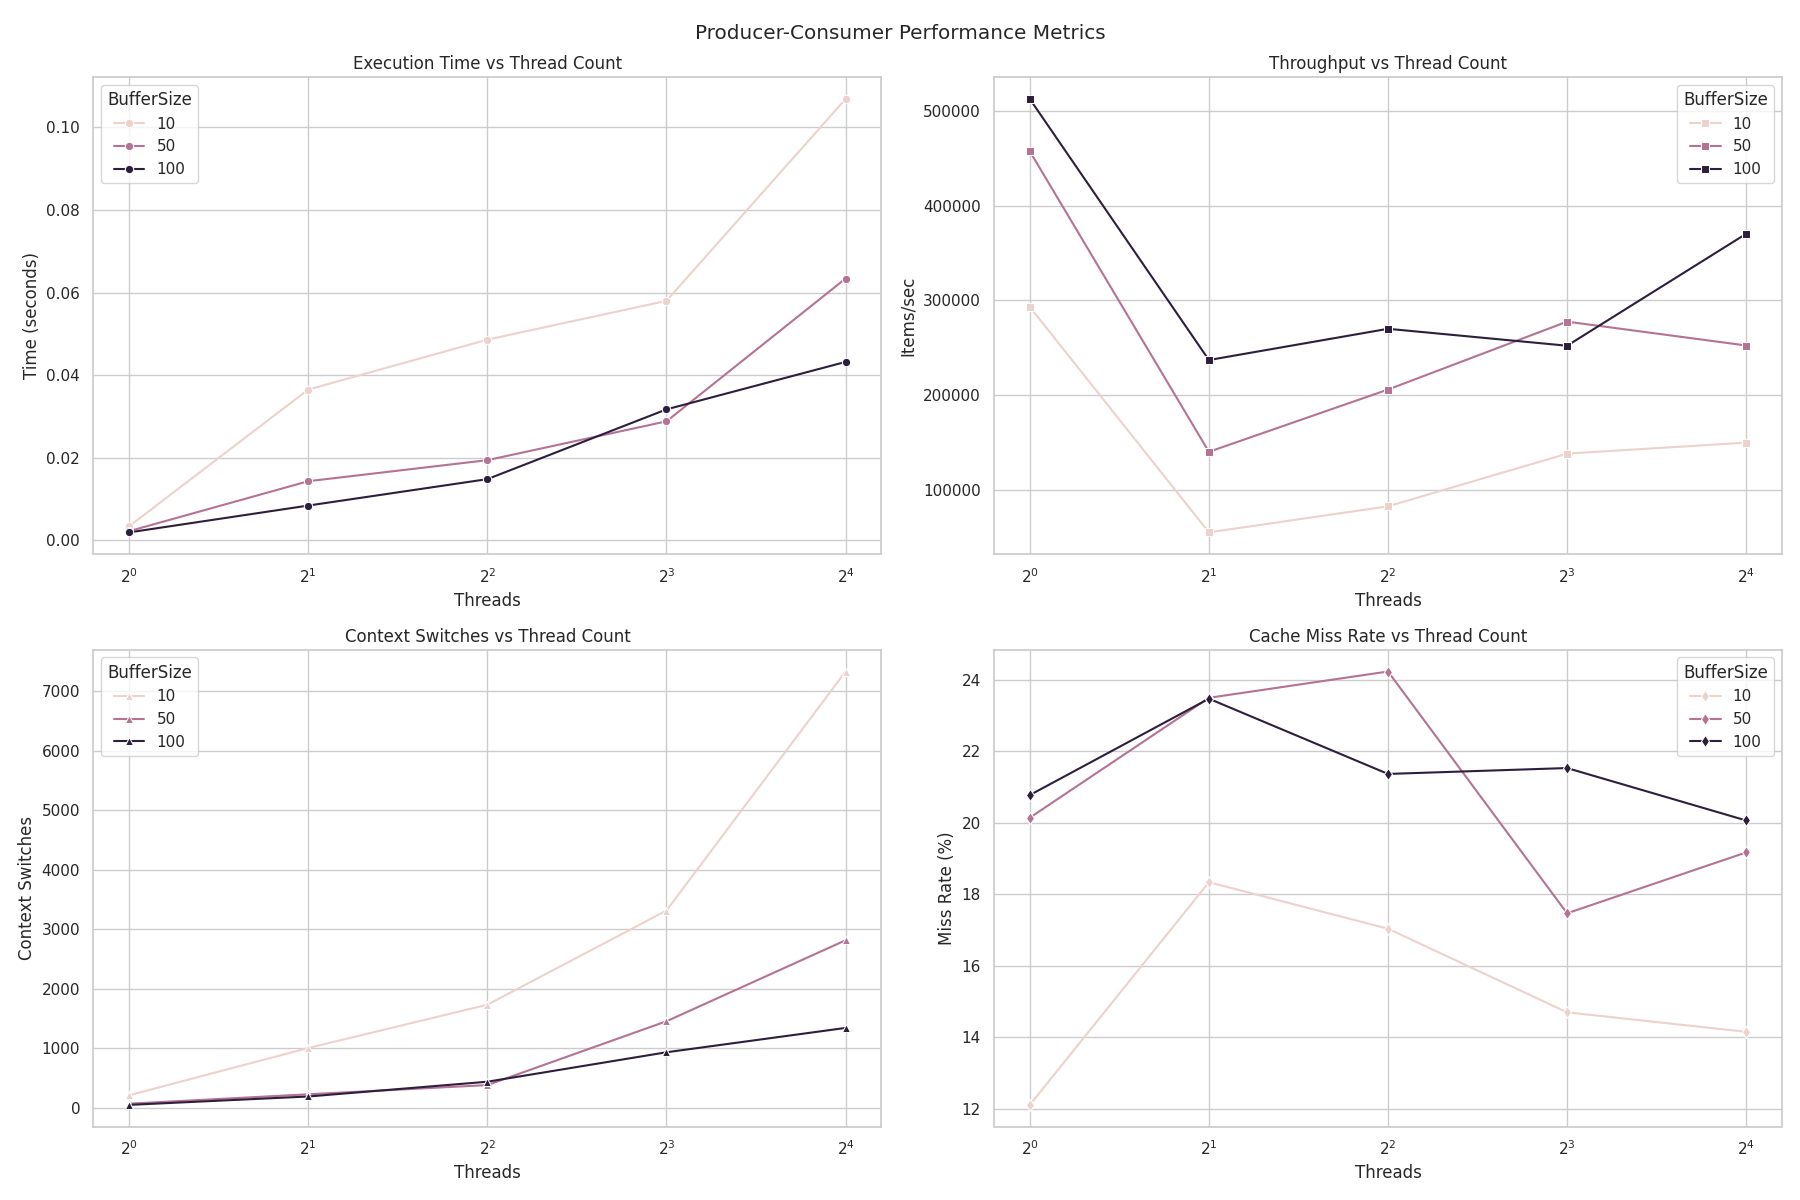 Producer-Consumer Performance Metrics
Execution Time vs Thread Count
BufferSize
10
50
100
0.10
0.08
0.06
0.04
0.02
0.00
Time (seconds)
2⁰ 2¹ 2² 2³ 2⁴
Threads
Throughput vs Thread Count
BufferSize
10
50
100
500000
400000
300000
200000
100000
Items/sec
2⁰ 2¹ 2² 2³ 2⁴
Threads
Context Switches vs Thread Count
BufferSize
10
50
100
7000
6000
5000
4000
3000
2000
1000
0
Context Switches
2⁰ 2¹ 2² 2³ 2⁴
Threads
Cache Miss Rate vs Thread Count
BufferSize
10
50
100
24
22
20
18
16
14
12
Miss Rate (%)
2⁰ 2¹ 2² 2³ 2⁴
Threads